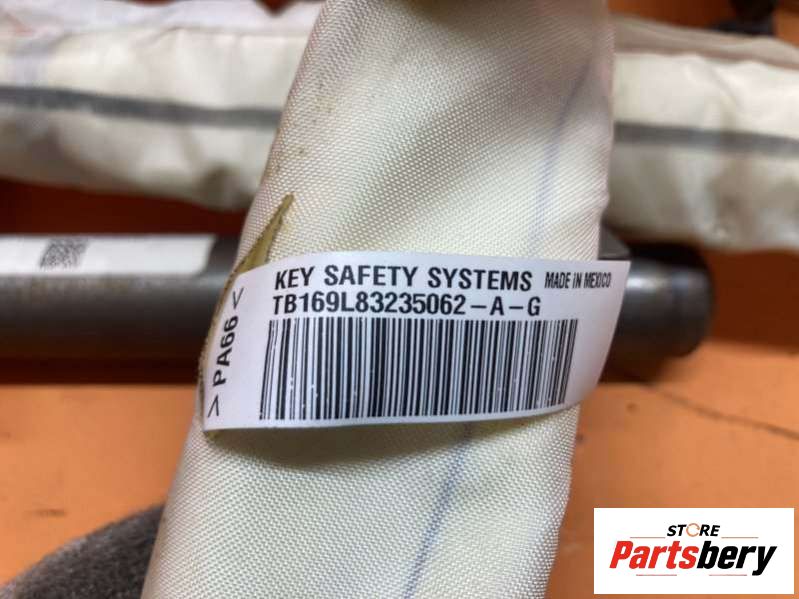 KEY SAFETY SYSTEMS MADE IN MEXICO
TB169L83235062-A-G
>PA66<
STORE
Partsbery